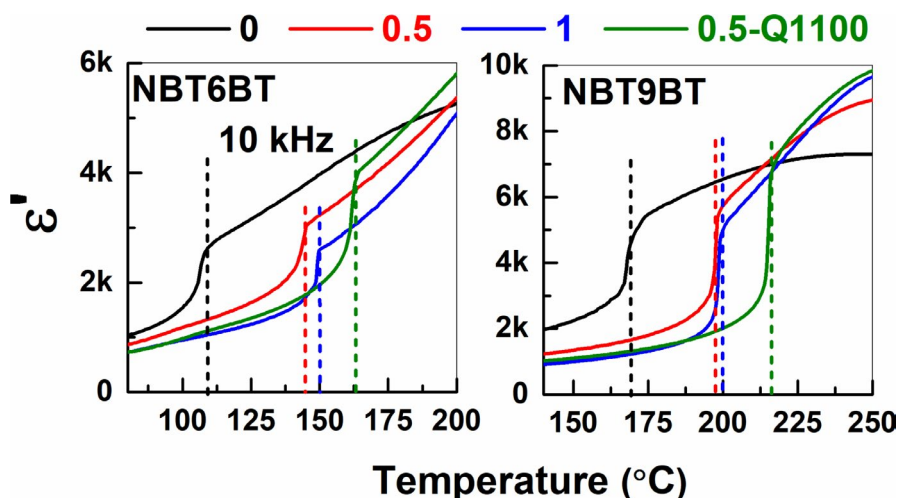 0 0.5 1 0.5-Q1100
6k
NBT6BT
10 kHz
4k
2k
0
100 125 150 175 200
10k
NBT9BT
8k
6k
4k
2k
0
150 175 200 225 250
ε'
Temperature (°C)